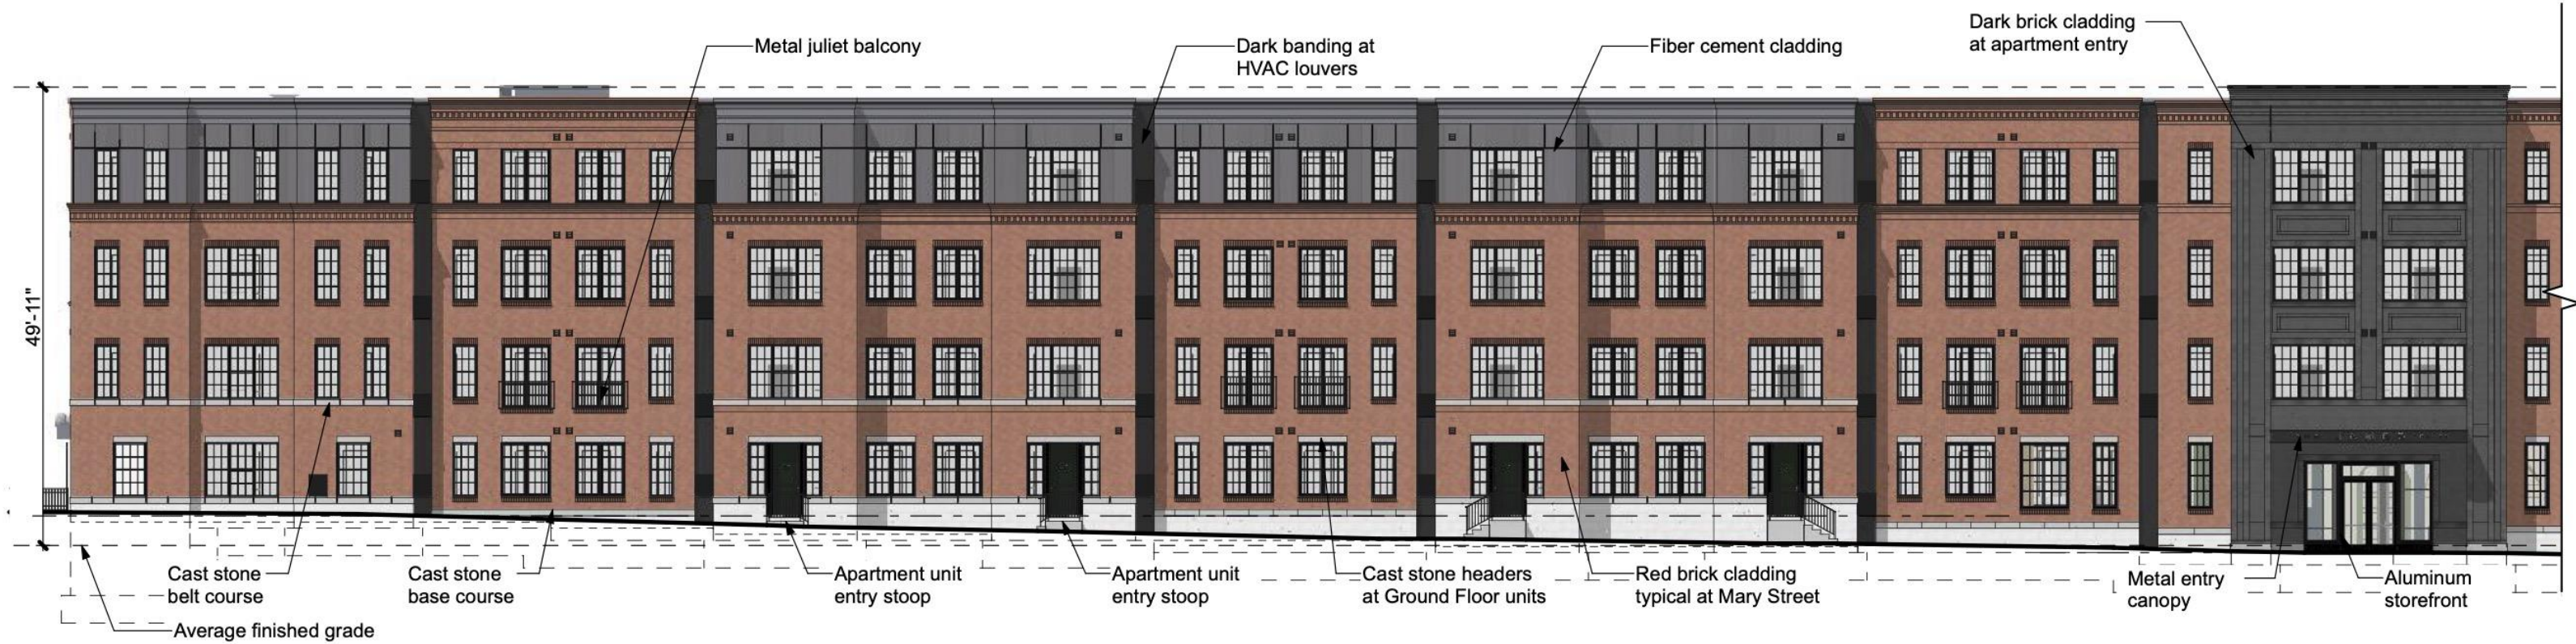 Metal juliet balcony
Dark banding at
HVAC louvers
Fiber cement cladding
Dark brick cladding
at apartment entry
49'-11"
Cast stone
belt course
Cast stone
base course
Apartment unit
entry stoop
Apartment unit
entry stoop
Cast stone headers
at Ground Floor units
Red brick cladding
typical at Mary Street
Metal entry
canopy
Aluminum
storefront
Average finished grade